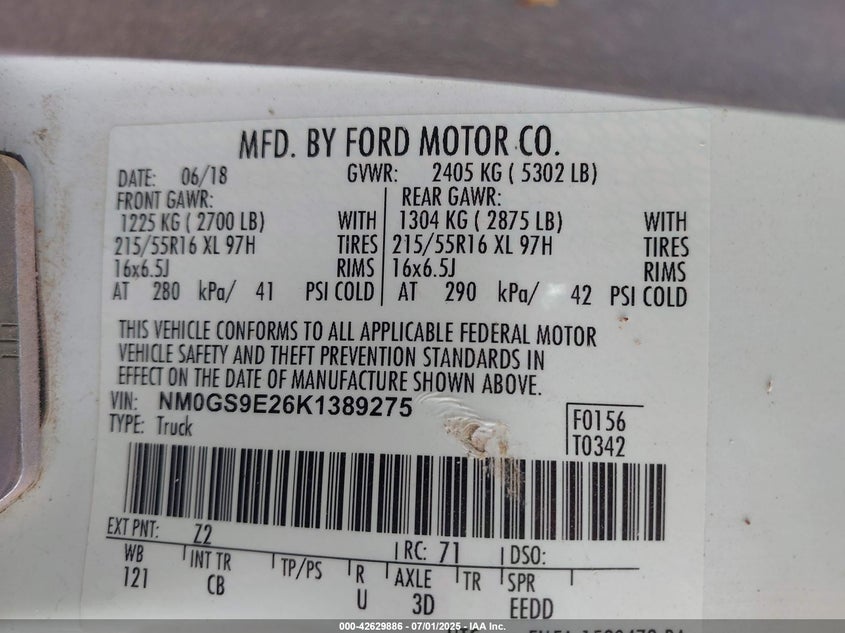 MFD. BY FORD MOTOR CO.
DATE: 06/18 GVWR: 2405 KG ( 5302 LB)
FRONT GAWR: REAR GAWR:
1225 KG ( 2700 LB) WITH 1304 KG ( 2875 LB) WITH
215/55R16 XL 97H TIRES 215/55R16 XL 97H TIRES
16x6.5J RIMS 16x6.5J RIMS
AT 280 kPa/ 41 PSI COLD AT 290 kPa/ 42 PSI COLD
THIS VEHICLE CONFORMS TO ALL APPLICABLE FEDERAL MOTOR
VEHICLE SAFETY AND THEFT PREVENTION STANDARDS IN
EFFECT ON THE DATE OF MANUFACTURE SHOWN ABOVE.
VIN: NM0GS9E26K1389275 F0156
TYPE: Truck T0342
EXT PNT: Z2 RC: 71 DSO:
WB INT TR TP/PS R AXLE TR SPR
121 CB U 3D EEDD
000-42629886 - 07/01/2025 - IAA Inc.